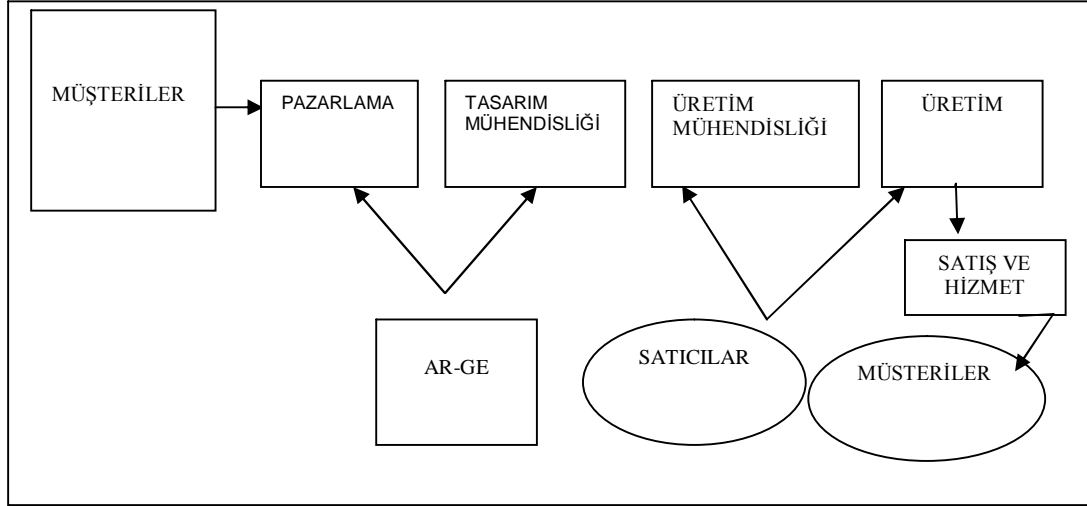 MÜŞTERİLER
PAZARLAMA
TASARIM
MÜHENDİSLİĞİ
ÜRETİM
MÜHENDİSLİĞİ
ÜRETİM
SATIŞ VE
HİZMET
AR-GE
SATICILAR
MÜSTERİLER